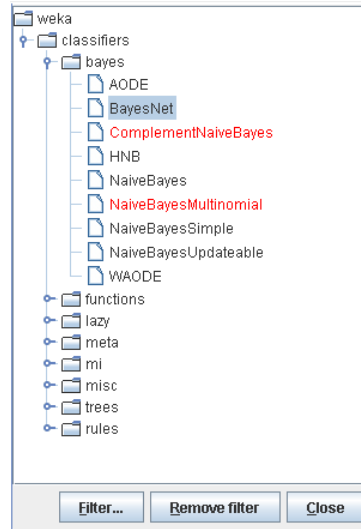 weka
classifiers
bayes
AODE
BayesNet
ComplementNaiveBayes
HNB
NaiveBayes
NaiveBayesMultinomial
NaiveBayesSimple
NaiveBayesUpdateable
WAODE
functions
lazy
meta
mi
misc
trees
rules
Filter... Remove filter Close